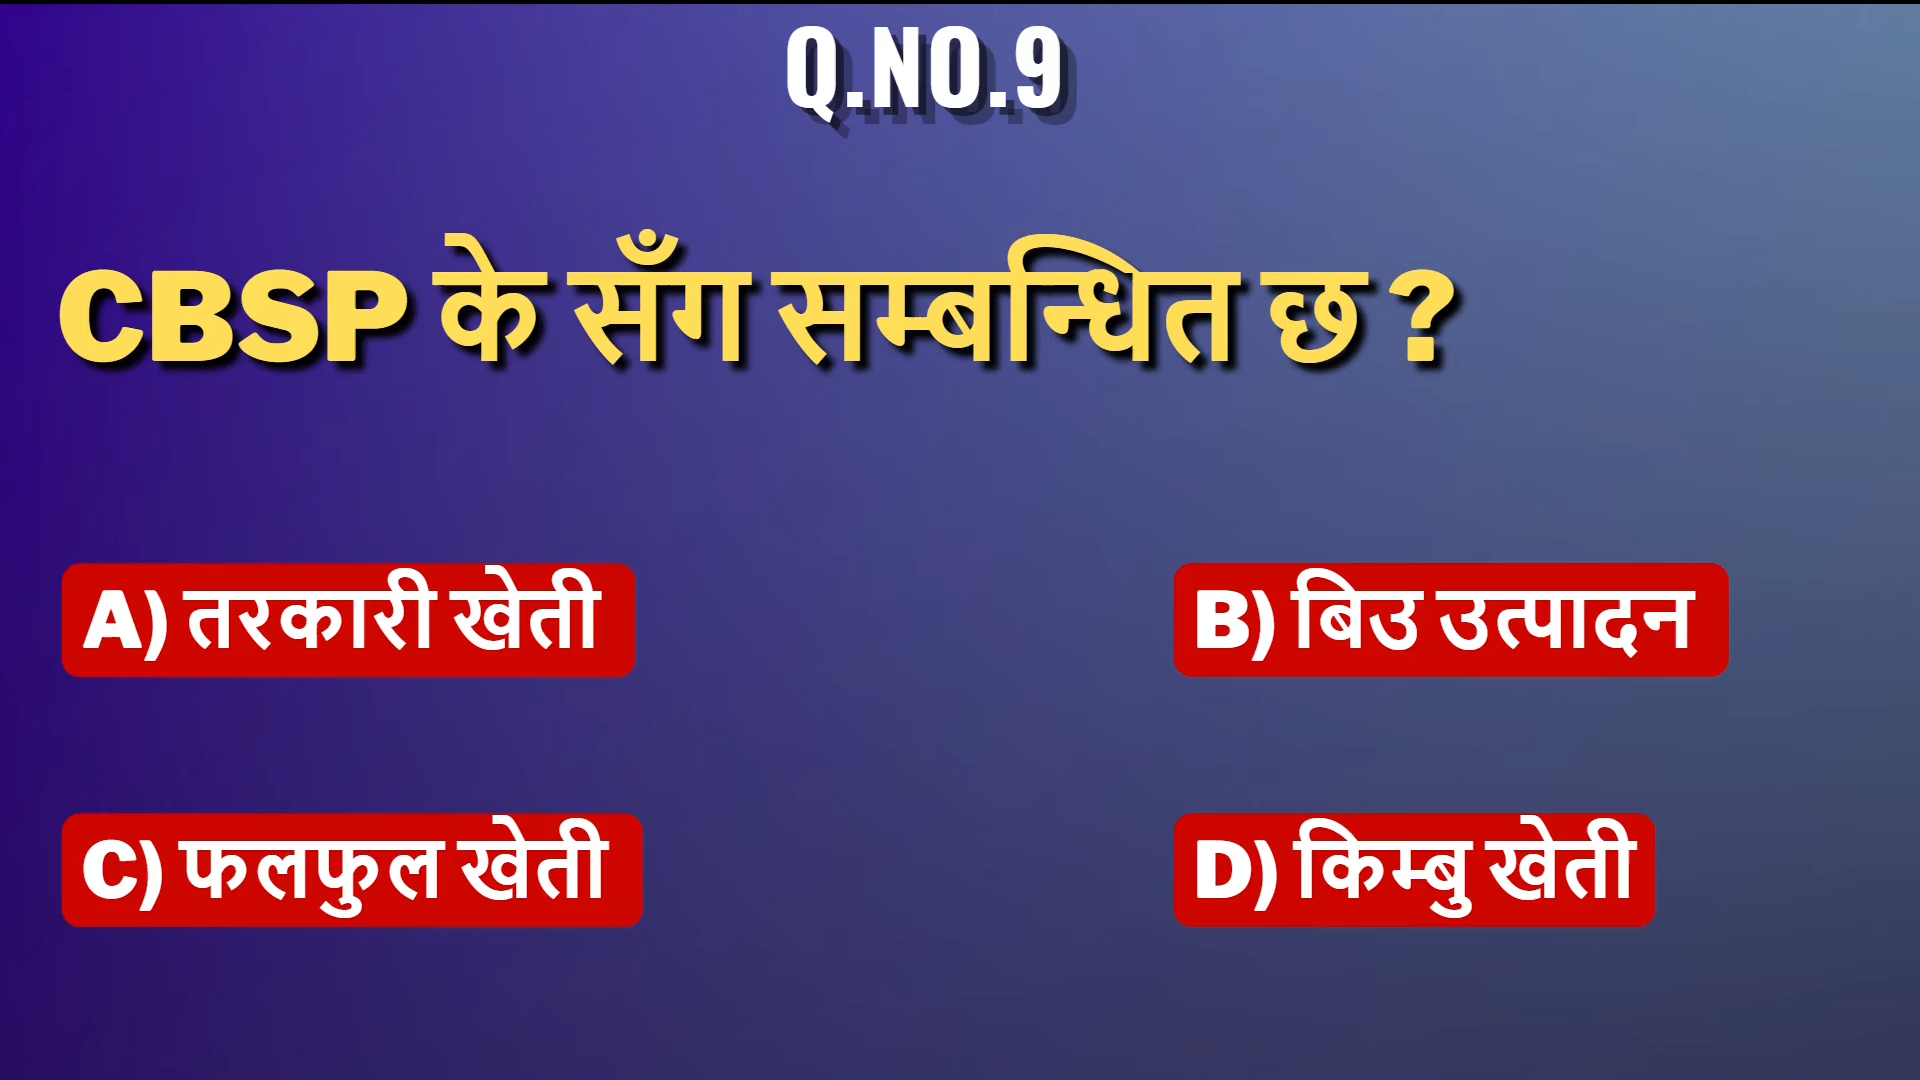 Q.NO.9
CBSP के सँग सम्बन्धित छ ?
A) तरकारी खेती
B) बिउ उत्पादन
C) फलफुल खेती
D) किम्बु खेती